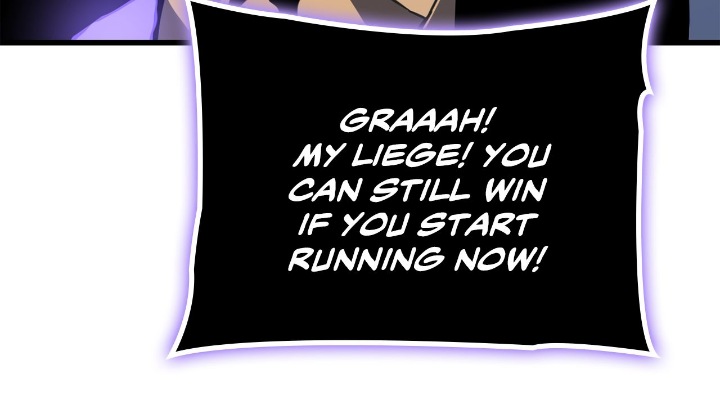 GRAAAH!
MY LIEGE! YOU
CAN STILL WIN
IF YOU START
RUNNING NOW!